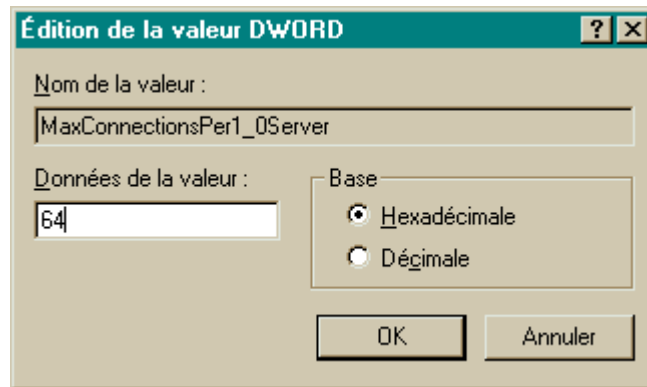 Édition de la valeur DWORD
Nom de la valeur :
MaxConnectionsPer1_0Server
Données de la valeur :
64
Base
Hexadécimale
Décimale
OK
Annuler